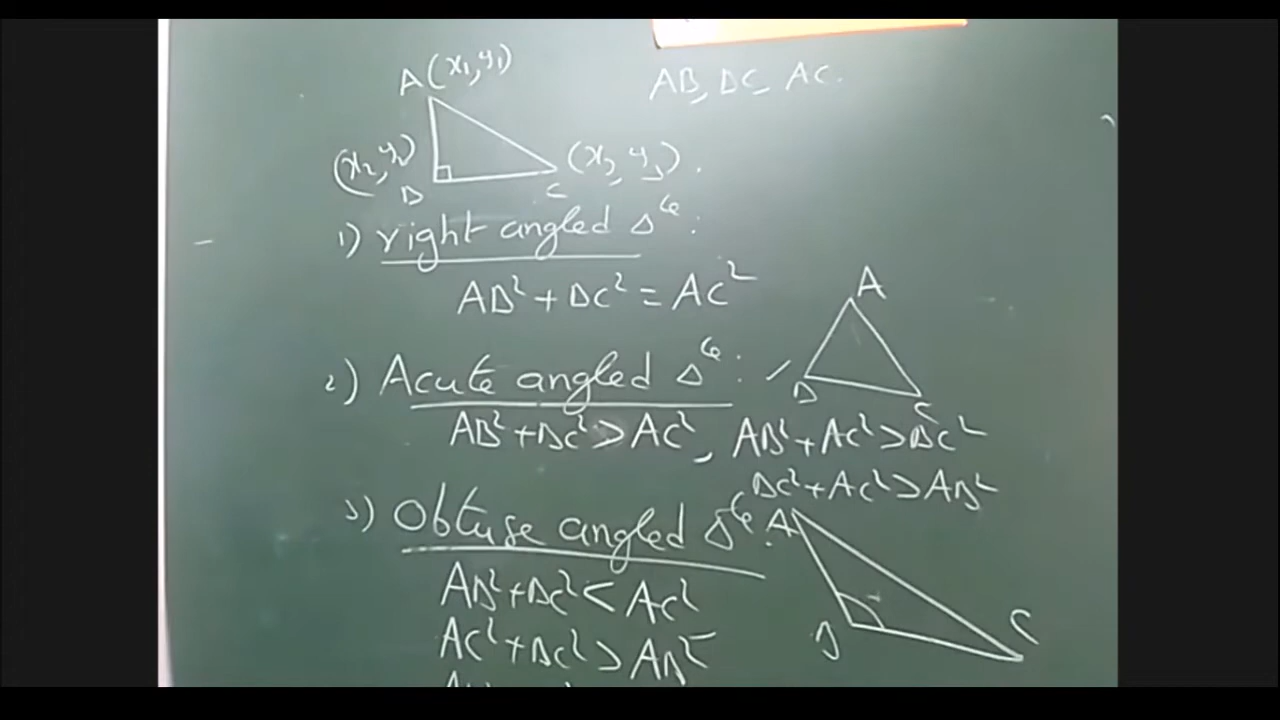 A(x₁,y₁)
AB, BC, AC.
(x₂,y₂)
(x₃,y₃).
B
C
1) right angled Δle:
AB²+BC²=AC²
A
2) Acute angled Δle:
B
C
AB²+BC²>AC², AB²+AC²>BC²
BC²+AC²>AB²
3) Obtuse angled Δle:
A
AB²+BC²<AC²
B
C
AC²+BC²>AB²